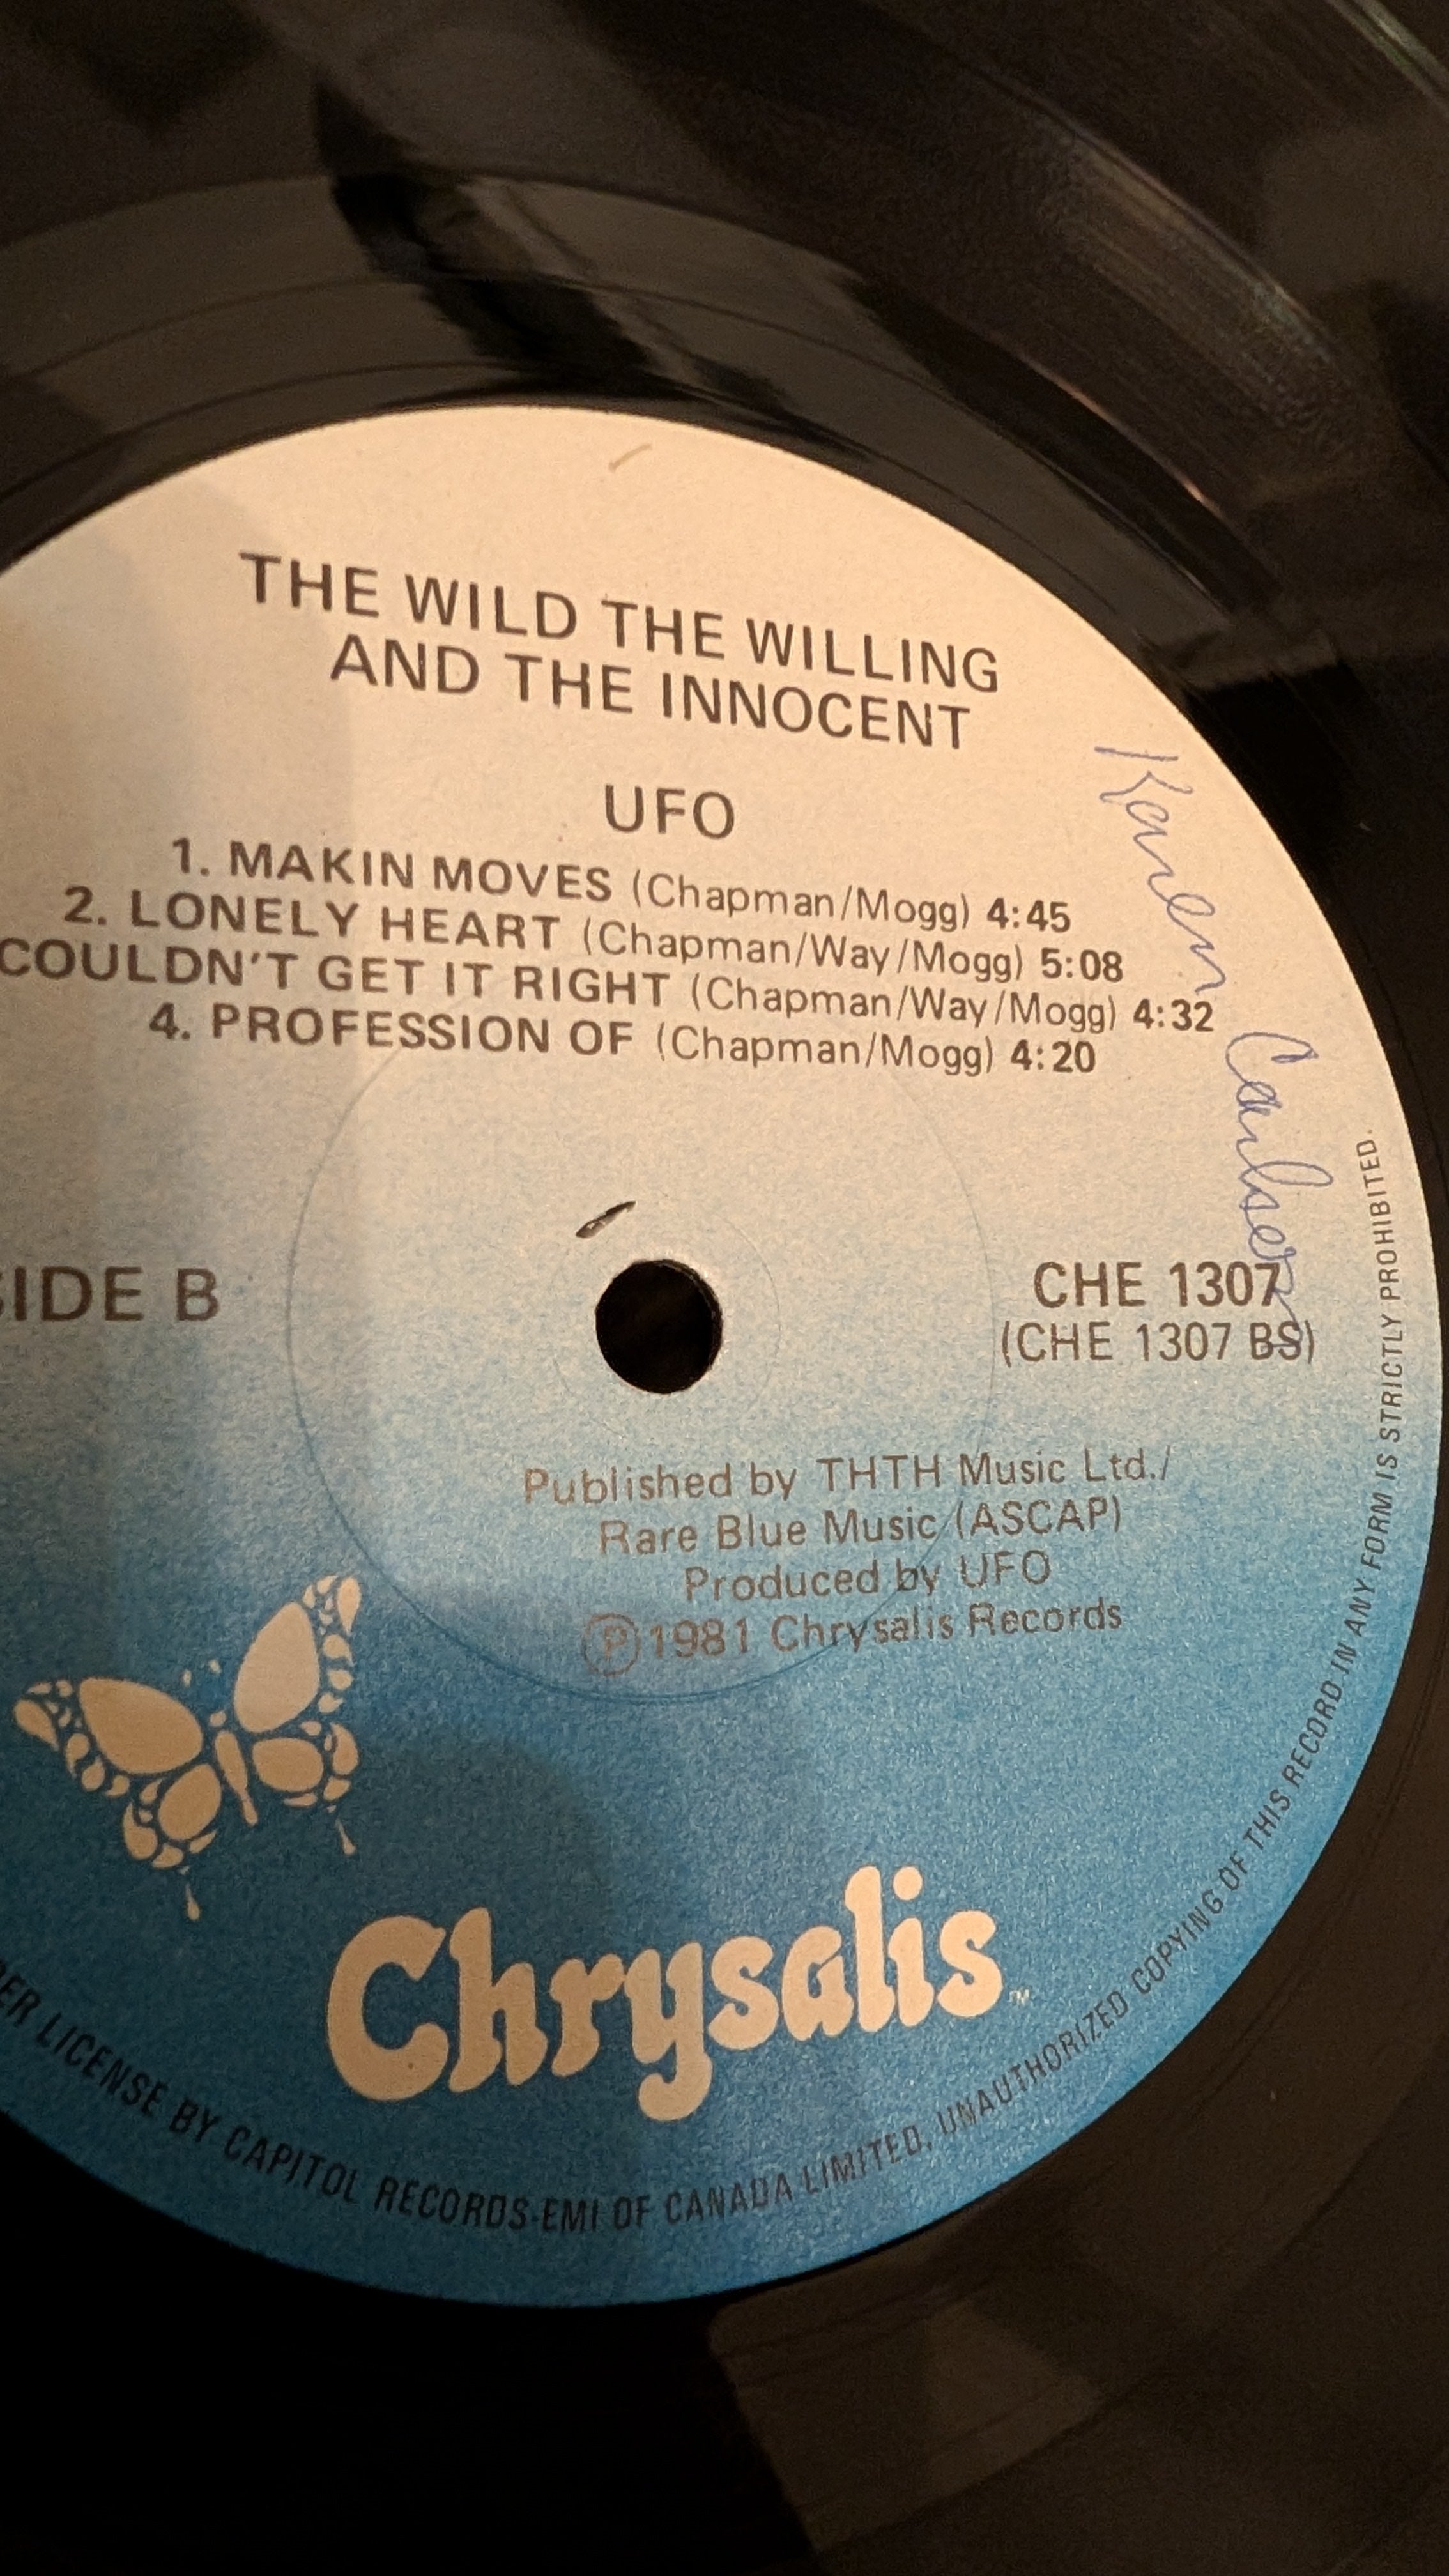 THE WILD THE WILLING
AND THE INNOCENT
UFO
1. MAKIN MOVES (Chapman/Mogg) 4:45
2. LONELY HEART (Chapman/Way/Mogg) 5:08
COULDN'T GET IT RIGHT (Chapman/Way/Mogg) 4:32
4. PROFESSION OF (Chapman/Mogg) 4:20
Karen
SIDE B
CHE 1307
(CHE 1307 BS)
Published by THTH Music Ltd./
Rare Blue Music (ASCAP)
Produced by UFO
Ⓟ1981 Chrysalis Records
Chrysalis™
LICENSE BY CAPITOL RECORDS-EMI OF CANADA LIMITED. UNAUTHORIZED COPYING OF THIS RECORD IN ANY FORM IS STRICTLY PROHIBITED.